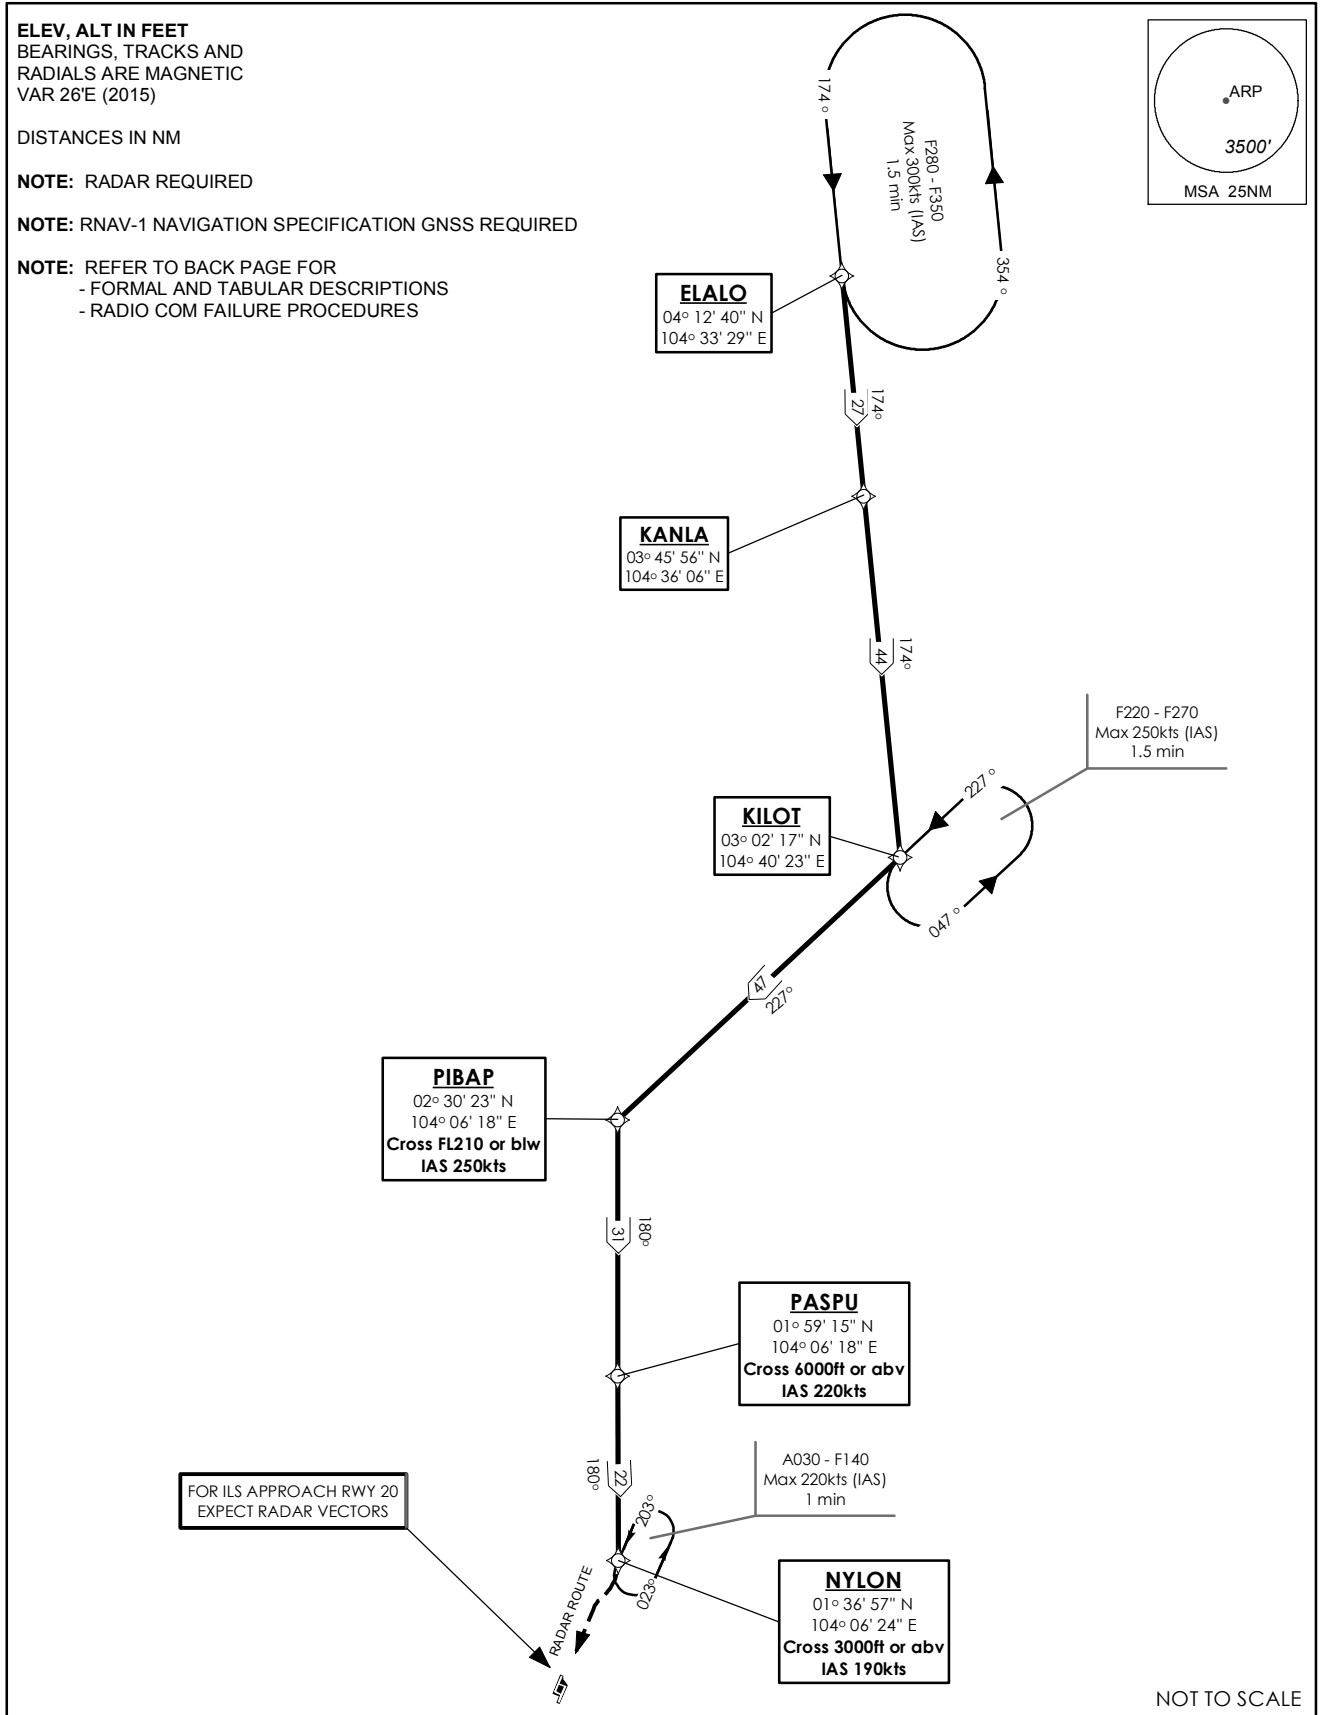 ELEV, ALT IN FEET
BEARINGS, TRACKS AND
RADIALS ARE MAGNETIC
VAR 26'E (2015)
DISTANCES IN NM
NOTE: RADAR REQUIRED
NOTE: RNAV-1 NAVIGATION SPECIFICATION GNSS REQUIRED
NOTE: REFER TO BACK PAGE FOR
- FORMAL AND TABULAR DESCRIPTIONS
- RADIO COM FAILURE PROCEDURES
ARP
3500'
MSA 25NM
174°
F280 - F350
Max 300kts (IAS)
1.5 min
354°
ELALO
04° 12' 40" N
104° 33' 29" E
27
174°
KANLA
03° 45' 56" N
104° 36' 06" E
44
174°
F220 - F270
Max 250kts (IAS)
1.5 min
227°
047°
KILOT
03° 02' 17" N
104° 40' 23" E
47
227°
PIBAP
02° 30' 23" N
104° 06' 18" E
Cross FL210 or blw
IAS 250kts
31
180°
PASPU
01° 59' 15" N
104° 06' 18" E
Cross 6000ft or abv
IAS 220kts
22
180°
A030 - F140
Max 220kts (IAS)
1 min
203°
023°
FOR ILS APPROACH RWY 20
EXPECT RADAR VECTORS
RADAR ROUTE
NYLON
01° 36' 57" N
104° 06' 24" E
Cross 3000ft or abv
IAS 190kts
NOT TO SCALE